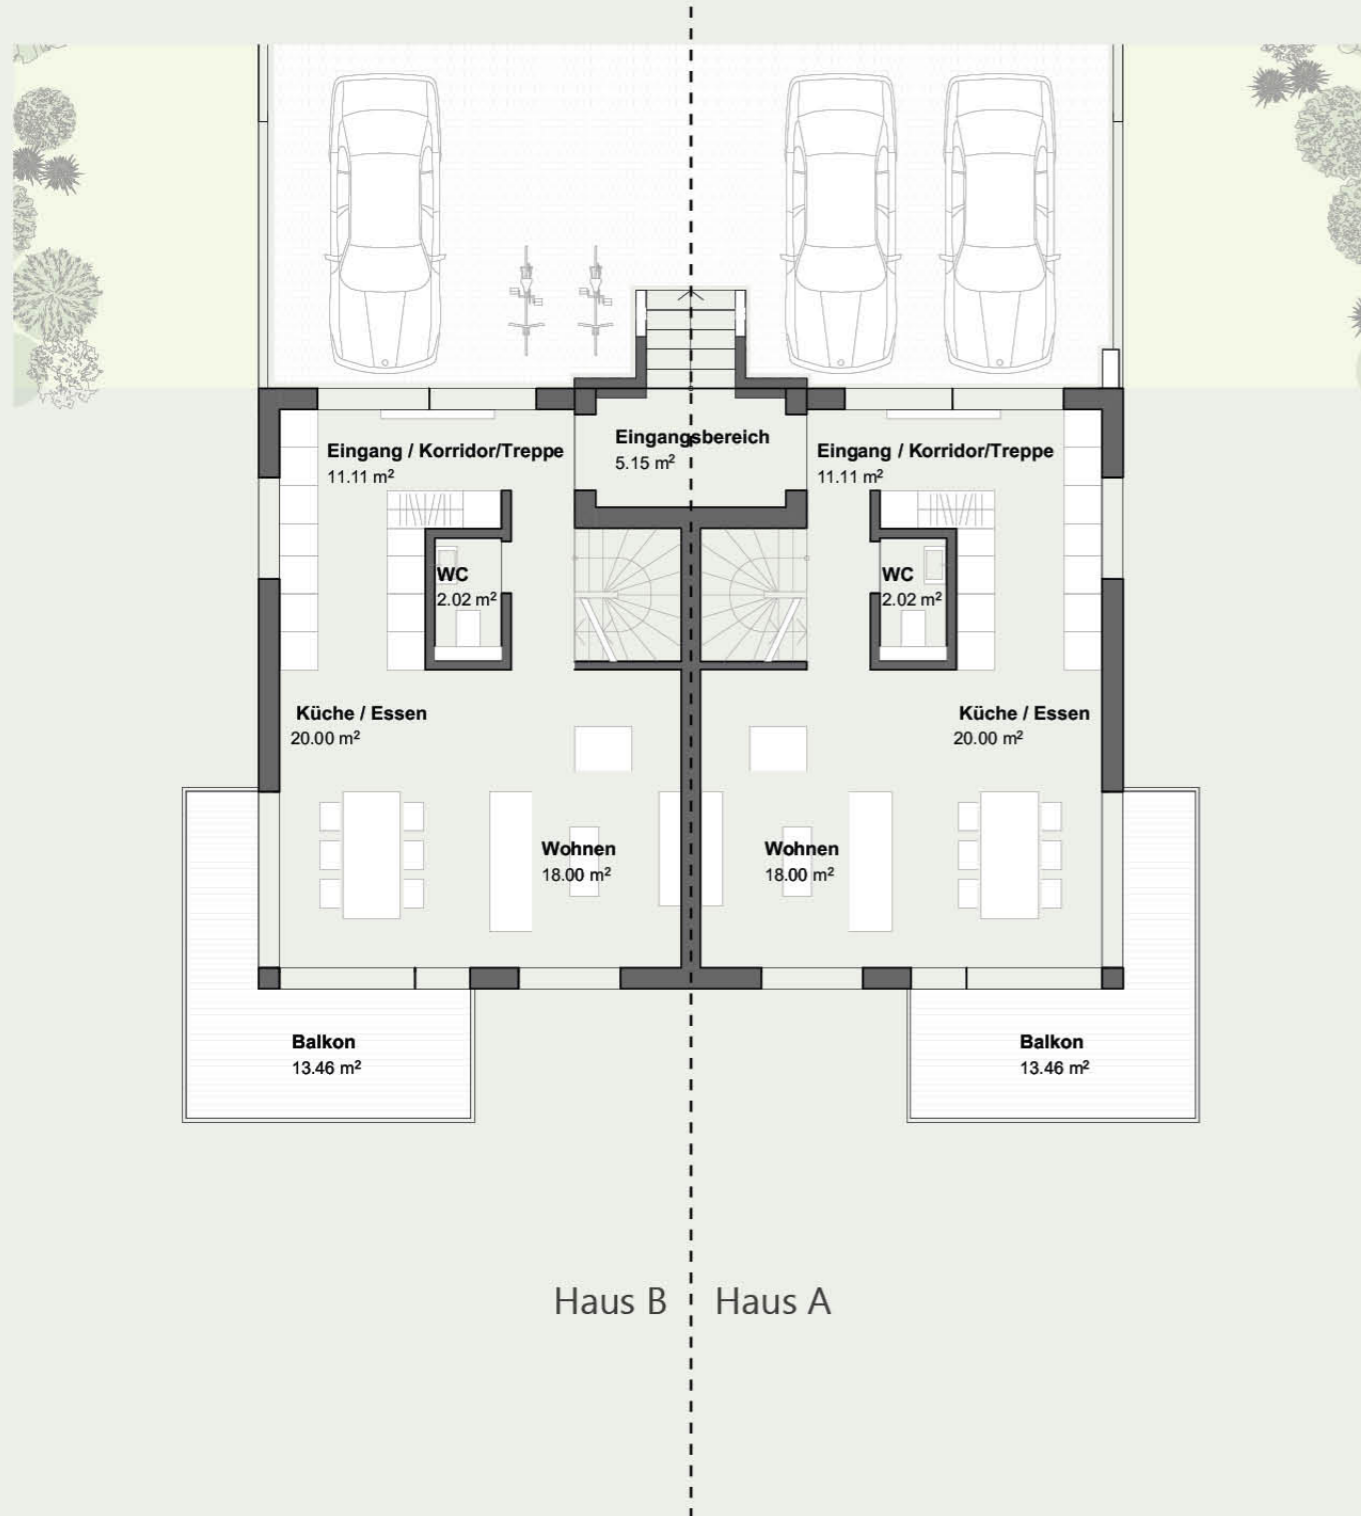 Eingangsbereich
5.15 m²
Eingang / Korridor/Treppe
11.11 m²
Eingang / Korridor/Treppe
11.11 m²
WC
2.02 m²
WC
2.02 m²
Küche / Essen
20.00 m²
Küche / Essen
20.00 m²
Wohnen
18.00 m²
Wohnen
18.00 m²
Balkon
13.46 m²
Balkon
13.46 m²
Haus B
Haus A